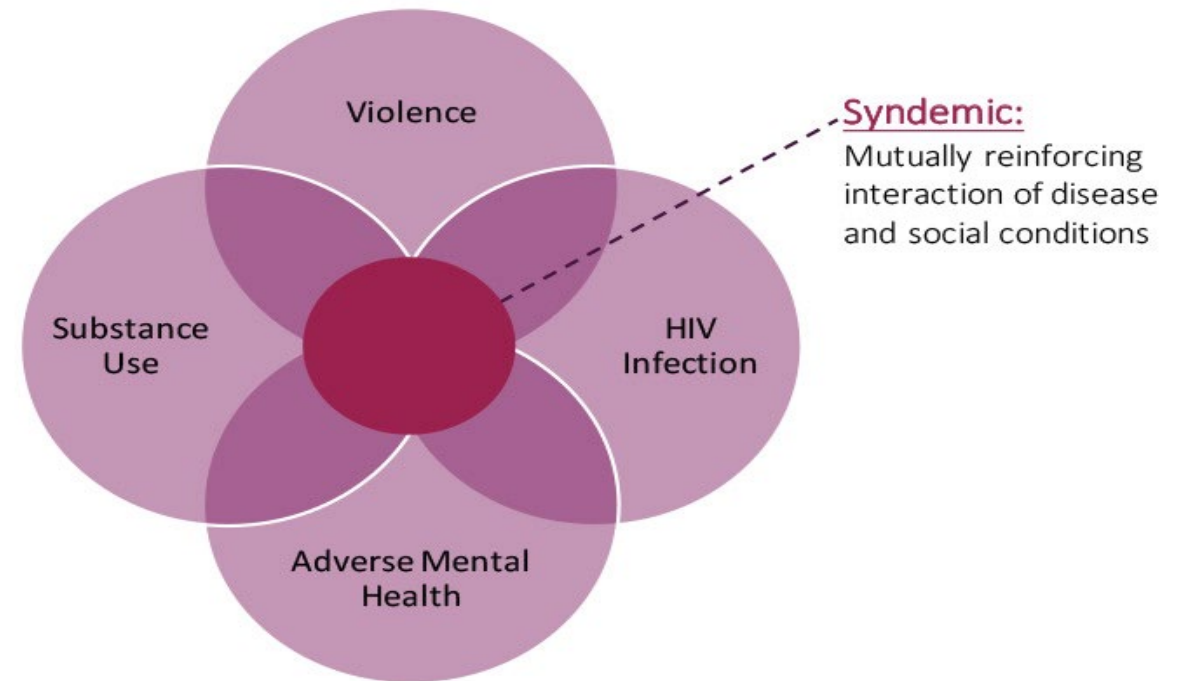 Violence
Syndemic:
Mutually reinforcing
interaction of disease
and social conditions
Substance
Use
HIV
Infection
Adverse Mental
Health